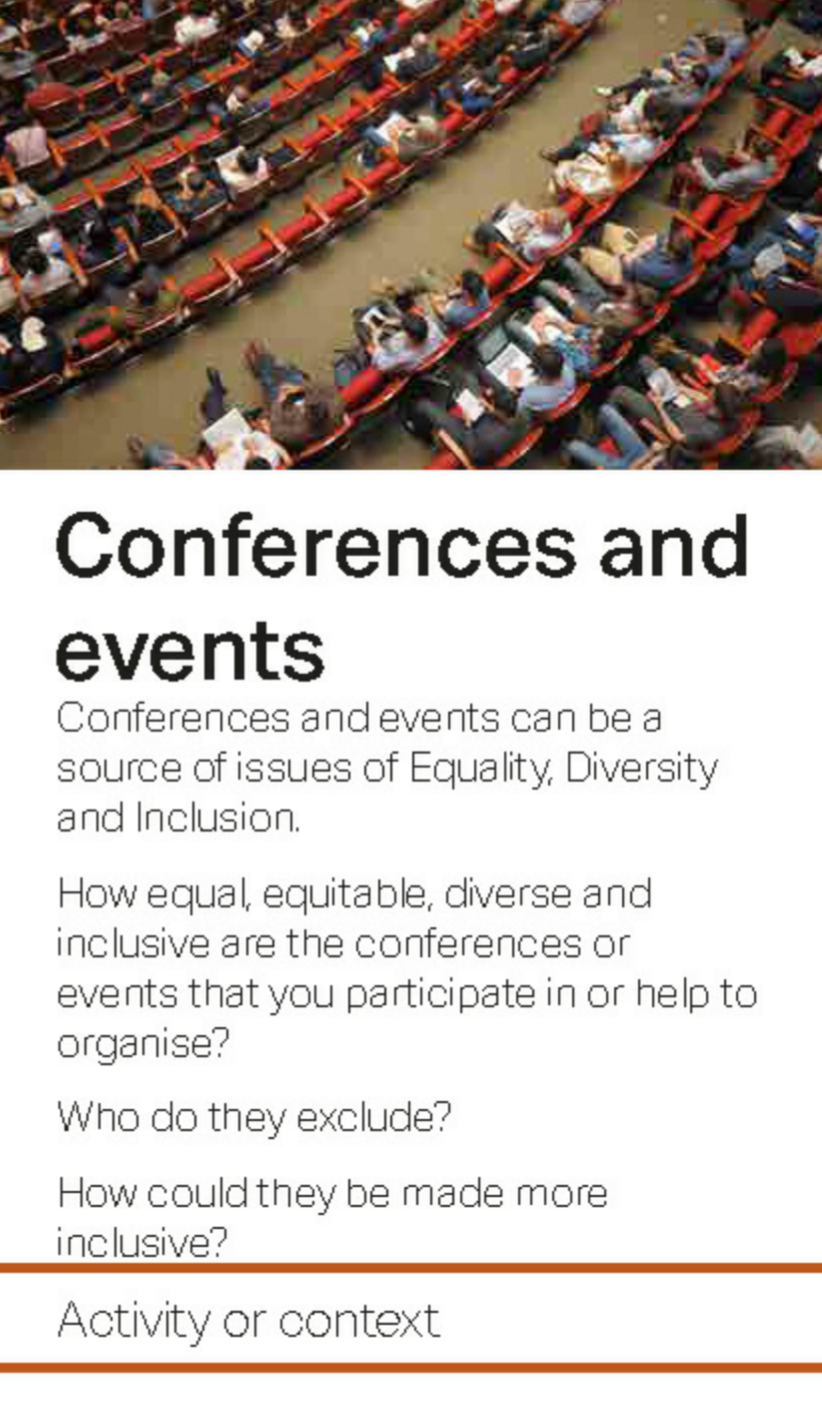 Conferences and
events
Conferences and events can be a
source of issues of Equality, Diversity
and Inclusion.
How equal, equitable, diverse and
inclusive are the conferences or
events that you participate in or help to
organise?
Who do they exclude?
How could they be made more
inclusive?
Activity or context